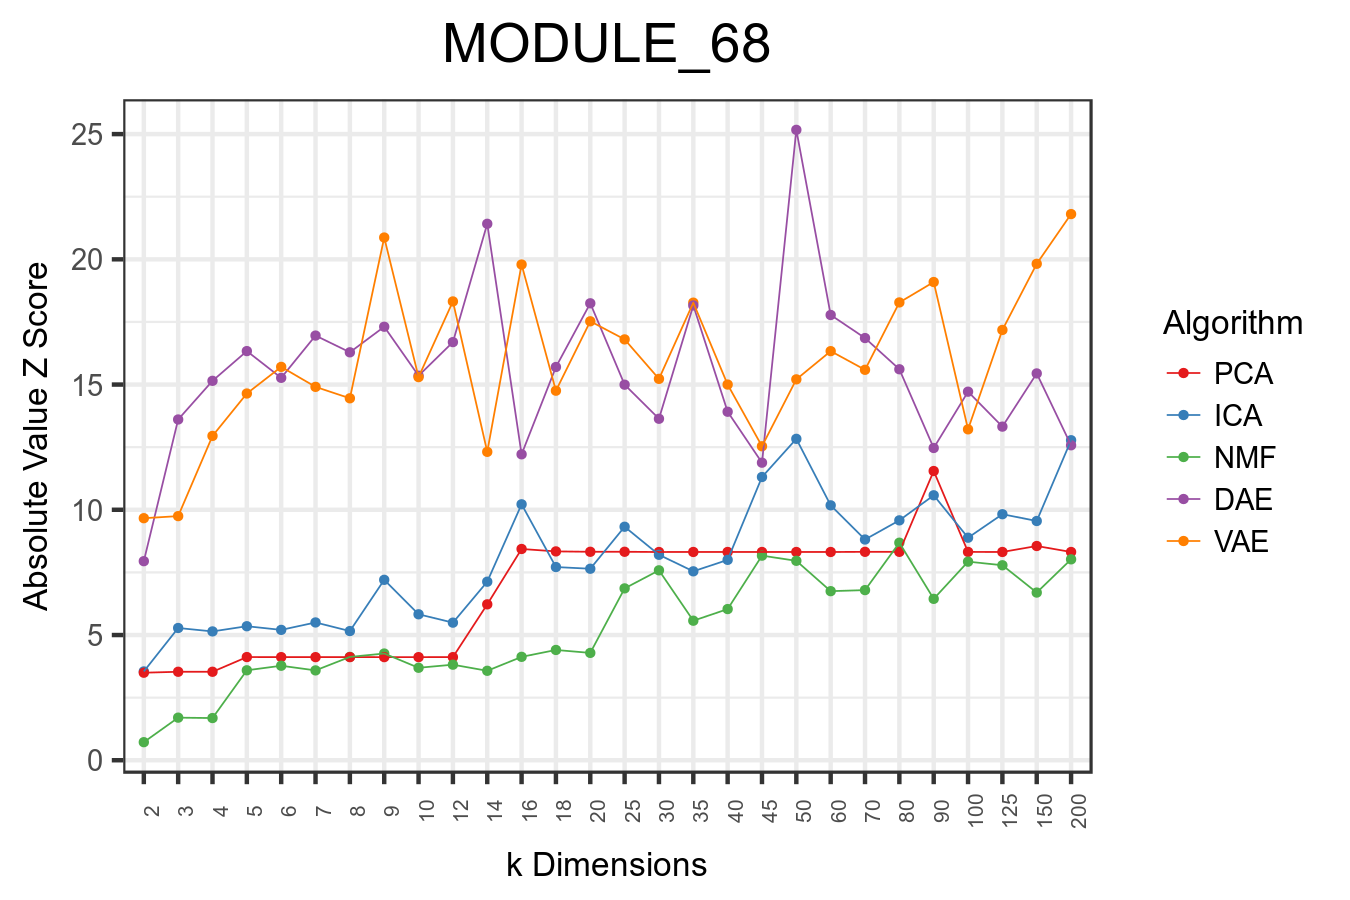 MODULE_68
Absolute Value Z Score
25
20
15
10
5
0
2 3 4 5 6 7 8 9 10 12 14 16 18 20 25 30 35 40 45 50 60 70 80 90 100 125 150 200
k Dimensions
Algorithm
PCA
ICA
NMF
DAE
VAE